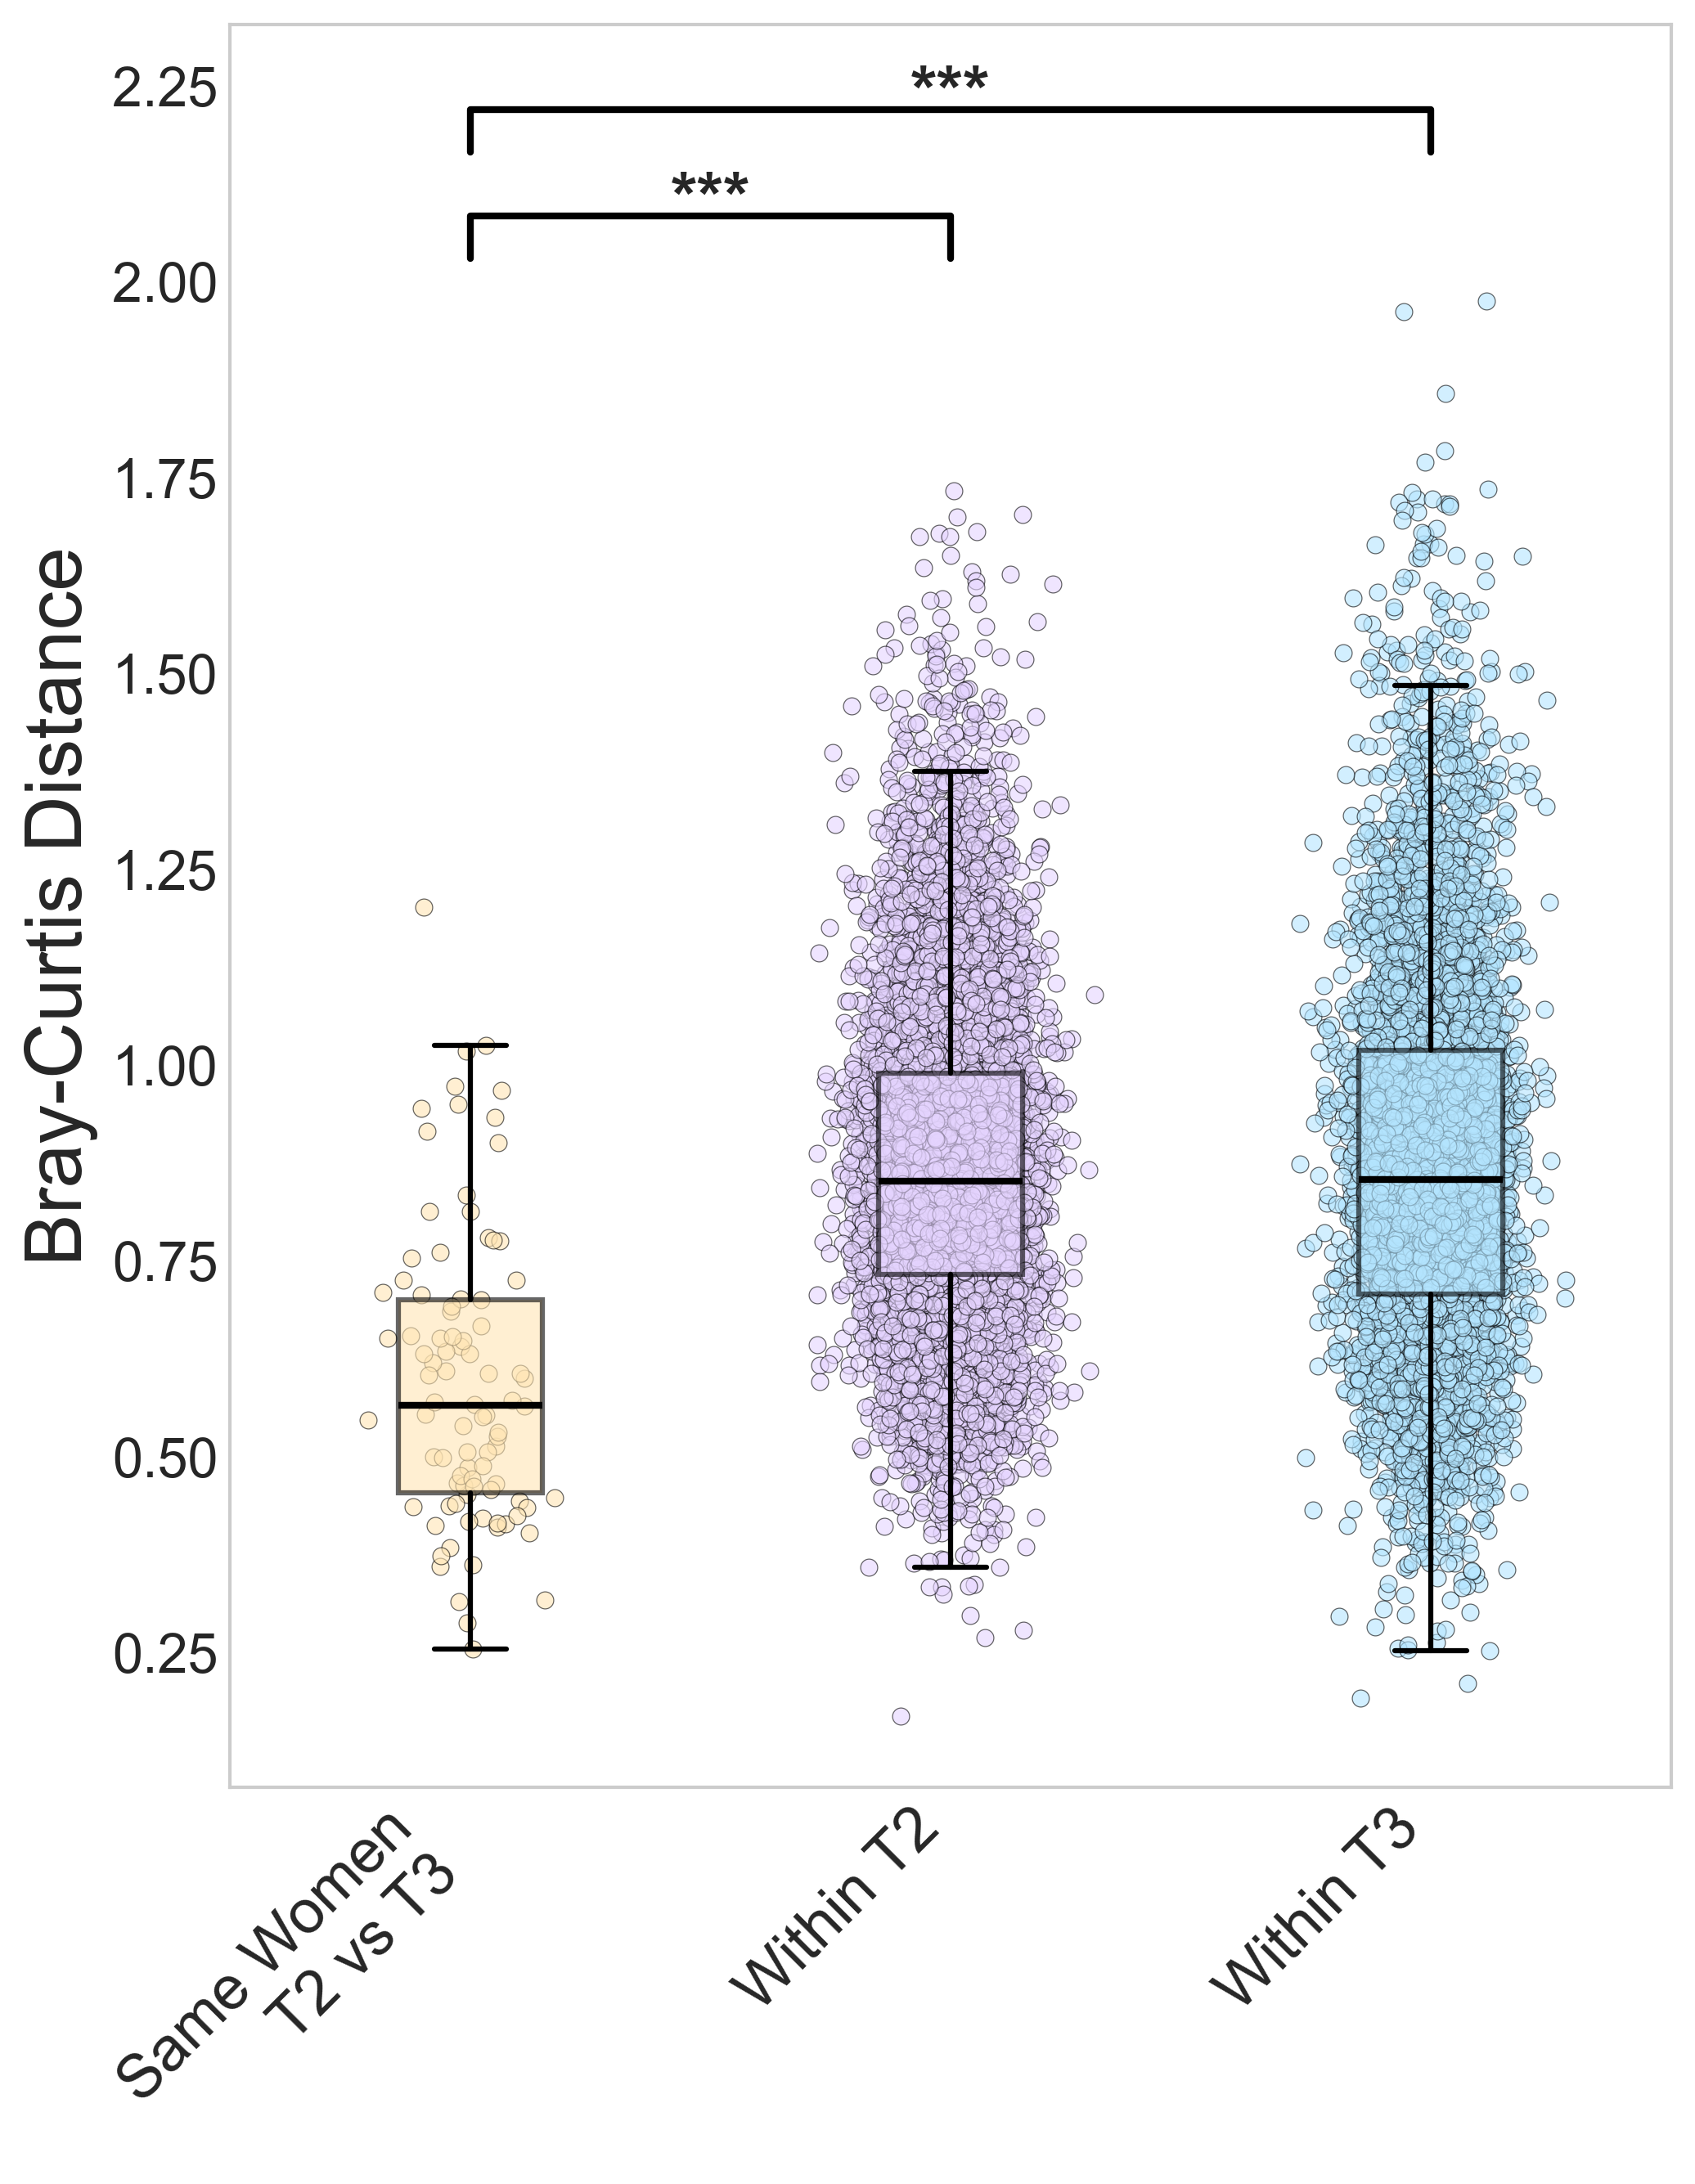 ***
***
2.25
2.00
1.75
1.50
1.25
1.00
0.75
0.50
0.25
Bray-Curtis Distance
Same Women
T2 vs T3
Within T2
Within T3